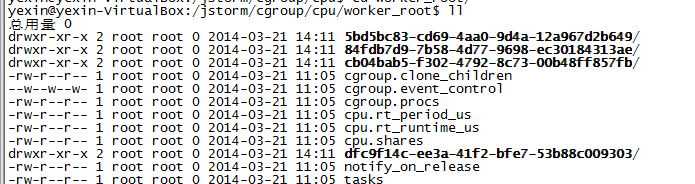 yexin@yexin-VirtualBox:/jstorm/cgroup/cpu$ cd worker_root/
yexin@yexin-VirtualBox:/jstorm/cgroup/cpu/worker_root$ ll
总用量 0
drwxr-xr-x 2 root root 0 2014-03-21 14:11 5bd5bc83-cd69-4aa0-9d4a-12a967d2b649/
drwxr-xr-x 2 root root 0 2014-03-21 14:11 84fdb7d9-7b58-4d77-9698-ec30184313ae/
drwxr-xr-x 2 root root 0 2014-03-21 14:11 cb04bab5-f302-4792-8c73-00b48ff857fb/
-rw-r--r-- 1 root root 0 2014-03-21 11:05 cgroup.clone_children
--w--w--w- 1 root root 0 2014-03-21 11:05 cgroup.event_control
-rw-r--r-- 1 root root 0 2014-03-21 11:05 cgroup.procs
-rw-r--r-- 1 root root 0 2014-03-21 11:05 cpu.rt_period_us
-rw-r--r-- 1 root root 0 2014-03-21 11:05 cpu.rt_runtime_us
-rw-r--r-- 1 root root 0 2014-03-21 11:05 cpu.shares
drwxr-xr-x 2 root root 0 2014-03-21 14:11 dfc9f14c-ee3a-41f2-bfe7-53b88c009303/
-rw-r--r-- 1 root root 0 2014-03-21 11:05 notify_on_release
-rw-r--r-- 1 root root 0 2014-03-21 11:05 tasks